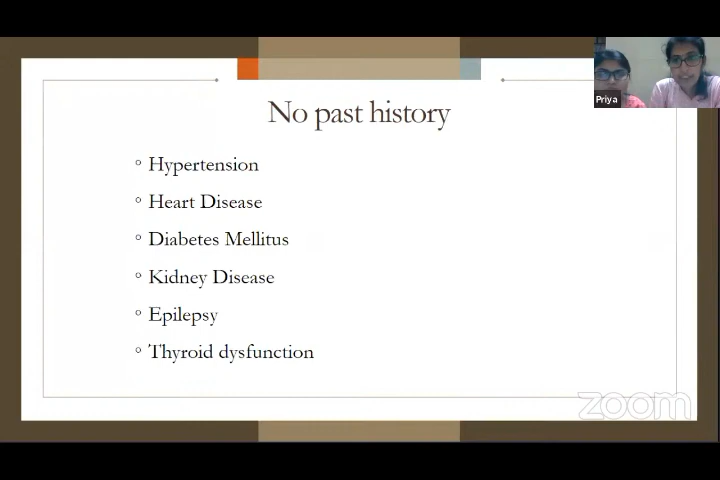 Priya
No past history
° Hypertension
° Heart Disease
° Diabetes Mellitus
° Kidney Disease
° Epilepsy
° Thyroid dysfunction
zoom